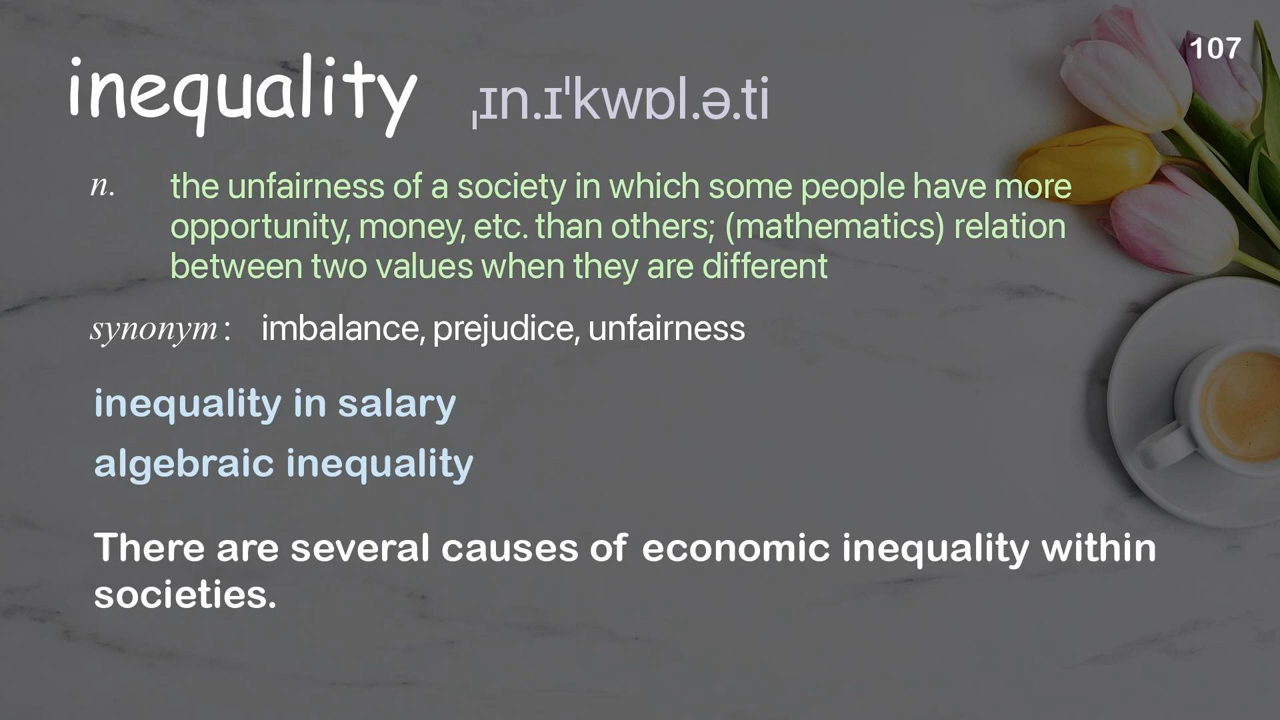 107
inequality ˌɪn.ɪˈkwɒl.ə.ti
n. the unfairness of a society in which some people have more
opportunity, money, etc. than others; (mathematics) relation
between two values when they are different
synonym: imbalance, prejudice, unfairness
inequality in salary
algebraic inequality
There are several causes of economic inequality within
societies.